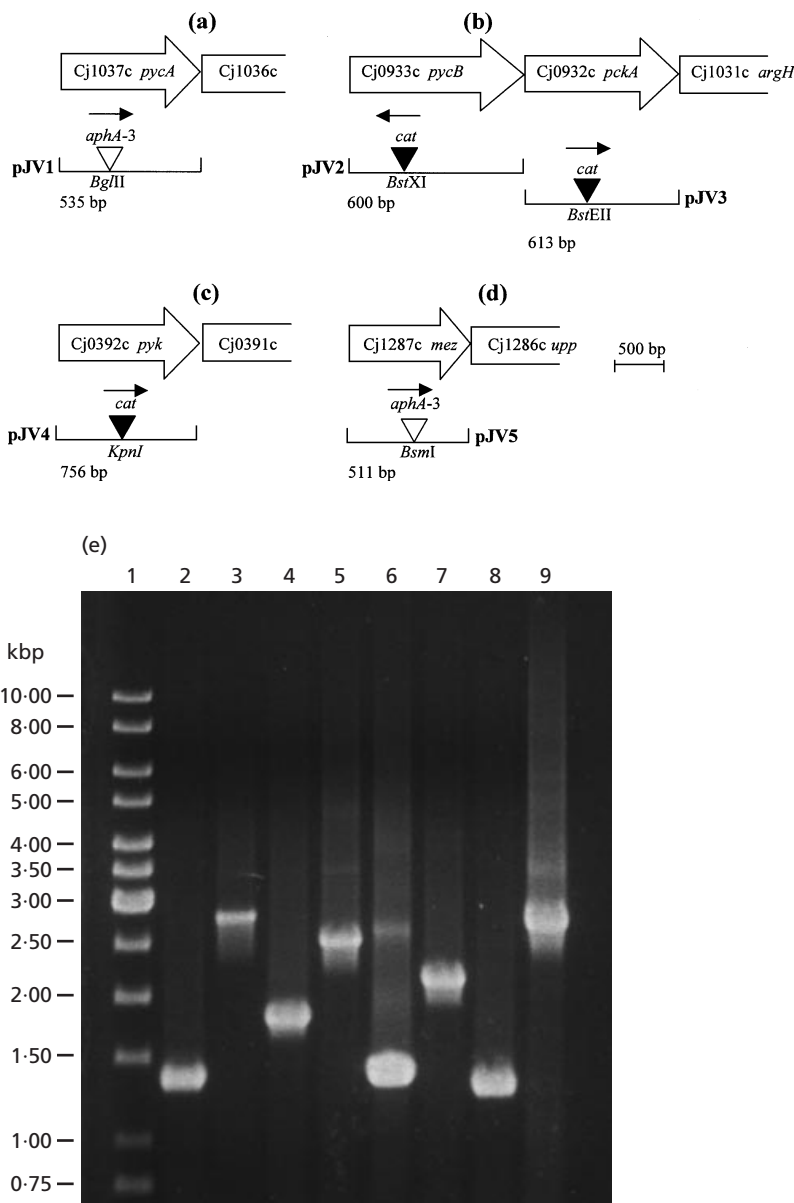 (a)
Cj1037c pycA Cj1036c
aphA-3
pJV1
BglII
535 bp
(b)
Cj0933c pycB Cj0932c pckA Cj1031c argH
cat
pJV2
BstXI
600 bp
cat
pJV3
BstEII
613 bp
(c)
Cj0392c pyk Cj0391c
cat
pJV4
KpnI
756 bp
(d)
Cj1287c mez Cj1286c upp
aphA-3
pJV5
BsmI
511 bp
500 bp
(e)
1 2 3 4 5 6 7 8 9
kbp
10·00
8·00
6·00
5·00
4·00
3·50
3·00
2·50
2·00
1·50
1·00
0·75